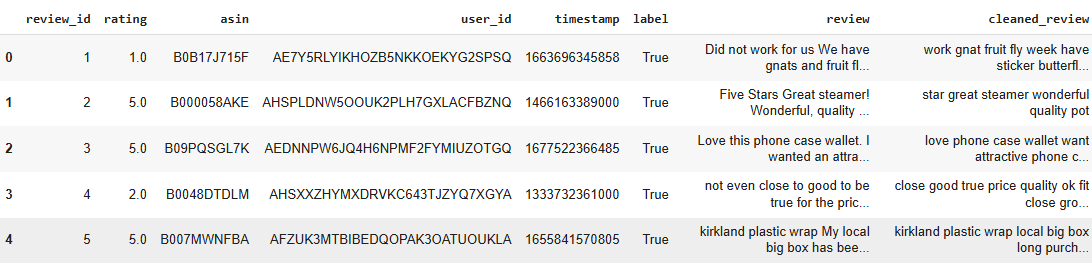 review_id rating asin user_id timestamp label review cleaned_review
0 1 1.0 B0B17J715F AE7Y5RLYIKHOZB5NKKOEKYG2SPSQ 1663696345858 True Did not work for us We have gnats and fruit fl... work gnat fruit fly week have sticker butterfl...
1 2 5.0 B000058AKE AHSPLDNW5OOUK2PLH7GXLACFBZNQ 1466163389000 True Five Stars Great steamer! Wonderful, quality ... star great steamer wonderful quality pot
2 3 5.0 B09PQSGL7K AEDNNPW6JQ4H6NPMF2FYMIUZOTGQ 1677522366485 True Love this phone case wallet. I wanted an attra... love phone case wallet want attractive phone c...
3 4 2.0 B0048DTDLM AHSXXZHYMXDRVKC643TJZYQ7XGYA 1333732361000 True not even close to good to be true for the pric... close good true price quality ok fit close gro...
4 5 5.0 B007MWNFBA AFZUK3MTBIBEDQOPAK3OATUOUKLA 1655841570805 True kirkland plastic wrap My local big box has bee... kirkland plastic wrap local big box long purch...